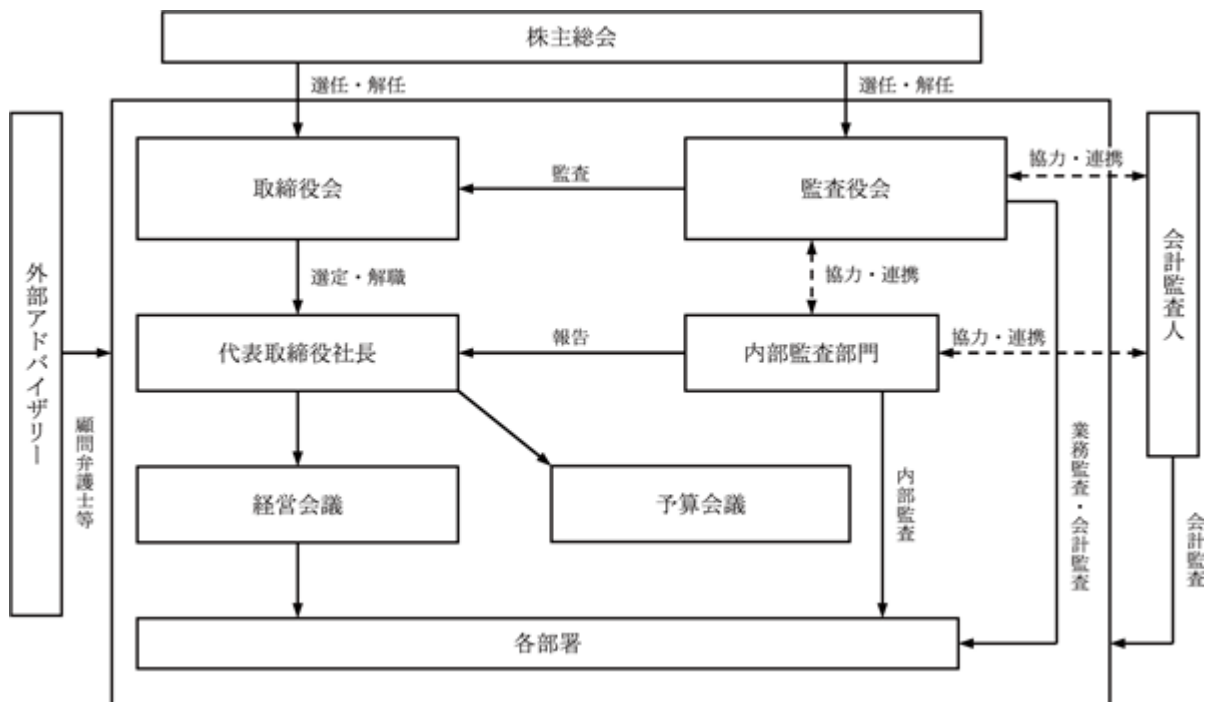 株主総会
選任・解任
選任・解任
取締役会
監査
監査役会
協力・連携
選定・解職
協力・連携
会計監査人
外部アドバイザリー
代表取締役社長
報告
内部監査部門
協力・連携
顧問弁護士等
経営会議
予算会議
内部監査
業務監査・会計監査
会計監査
各部署